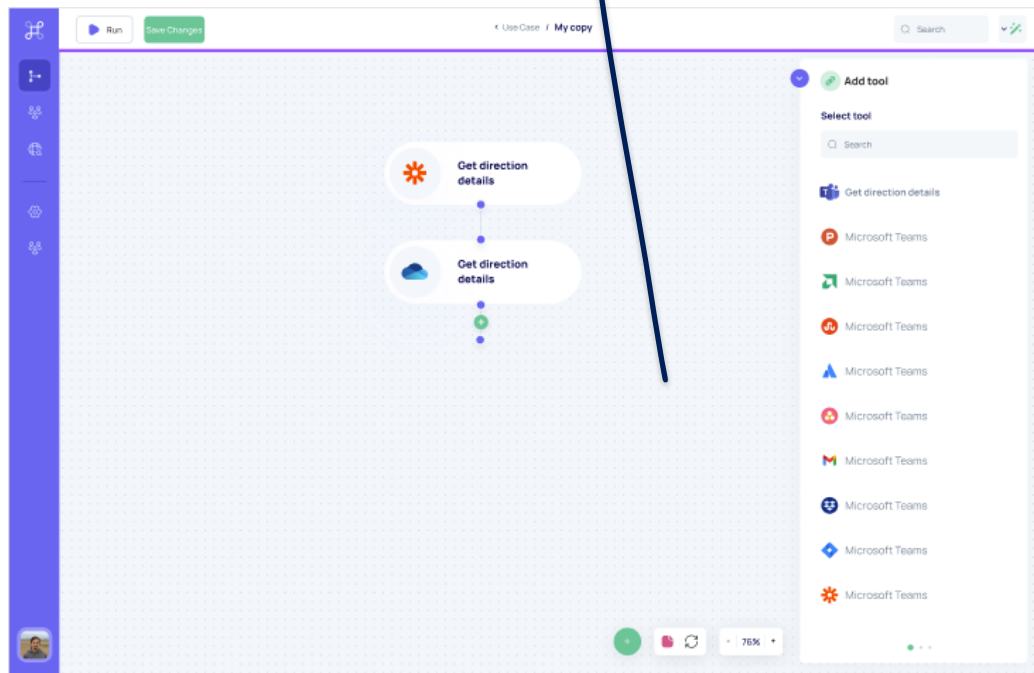 Run
Save Changes
Use Case / My copy
Search
Add tool
Select tool
Search
Get direction
details
Get direction
details
Get direction details
Microsoft Teams
Microsoft Teams
Microsoft Teams
Microsoft Teams
Microsoft Teams
Microsoft Teams
Microsoft Teams
Microsoft Teams
Microsoft Teams
- 76% +